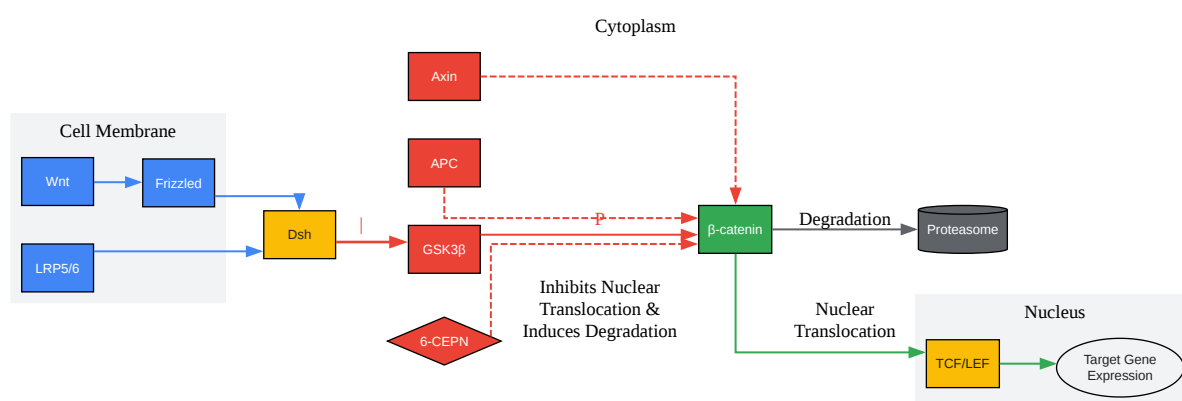 Cytoplasm
Axin
Cell Membrane
Wnt
Frizzled
APC
|
P
Dsh
LRP5/6
GSK3β
β-catenin
Degradation
Proteasome
6-CEPN
Inhibits Nuclear
Translocation &
Induces Degradation
Nuclear
Translocation
Nucleus
TCF/LEF
Target Gene
Expression